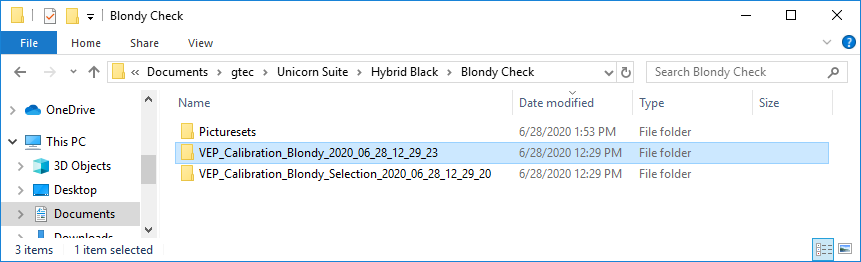 Blondy Check
File Home Share View
« Documents > gtec > Unicorn Suite > Hybrid Black > Blondy Check Search Blondy Check
Name Date modified Type Size
OneDrive
This PC
3D Objects
Desktop
Documents
Downloads
Picturesets 6/28/2020 1:53 PM File folder
VEP_Calibration_Blondy_2020_06_28_12_29_23 6/28/2020 12:29 PM File folder
VEP_Calibration_Blondy_Selection_2020_06_28_12_29_20 6/28/2020 12:29 PM File folder
3 items 1 item selected